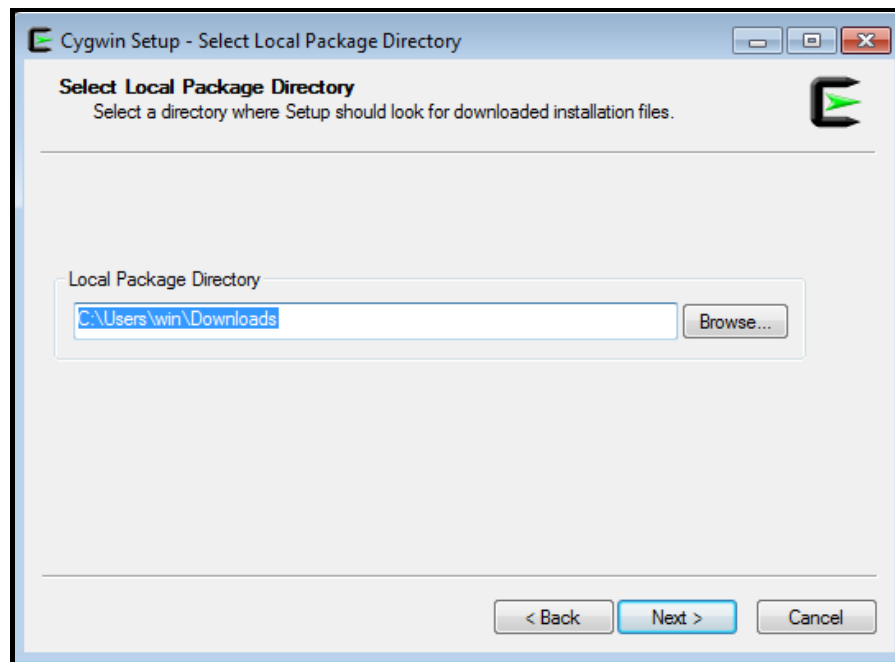 Cygwin Setup - Select Local Package Directory
Select Local Package Directory
Select a directory where Setup should look for downloaded installation files.
Local Package Directory
C:\Users\win\Downloads
Browse...
< Back
Next >
Cancel